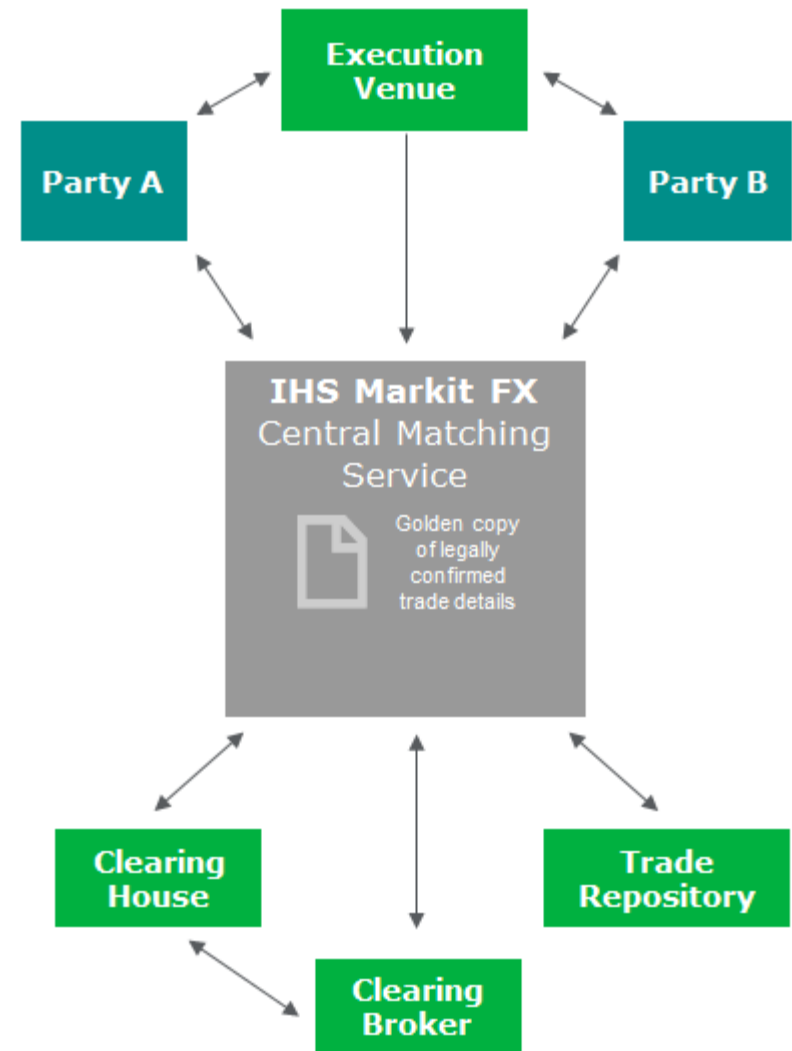 Execution
Venue
Party A
Party B
IHS Markit FX
Central Matching
Service
Golden copy
of legally
confirmed
trade details
Clearing
House
Trade
Repository
Clearing
Broker